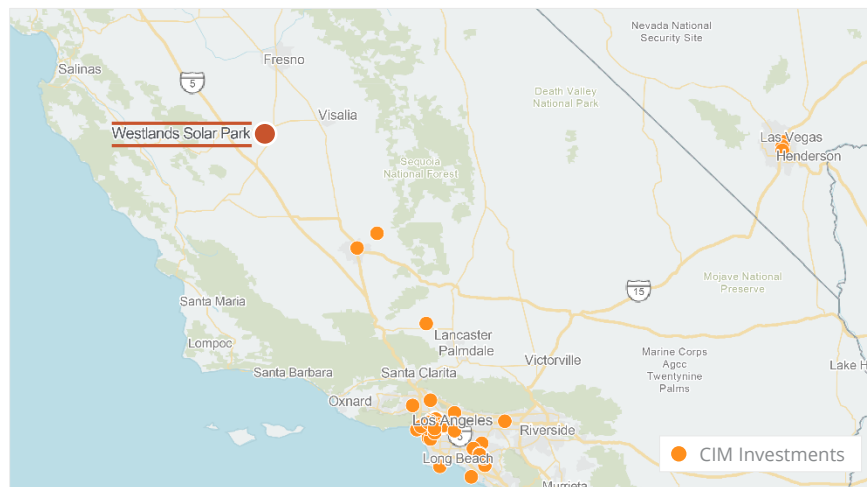 Nevada National
Security Site
Salinas
Fresno
5
Death Valley
National Park
Visalia
Westlands Solar Park
Las Vegas
Henderson
Sequoia
National Forest
Mojave National
Preserve
15
Santa Maria
Lompoc
Lancaster
Palmdale
Marine Corps
Agcc
Twentynine
Palms
Victorville
Lake H
Santa Barbara
Santa Clarita
Oxnard
Los Angeles
Riverside
5
Long Beach
CIM Investments
Murrieta